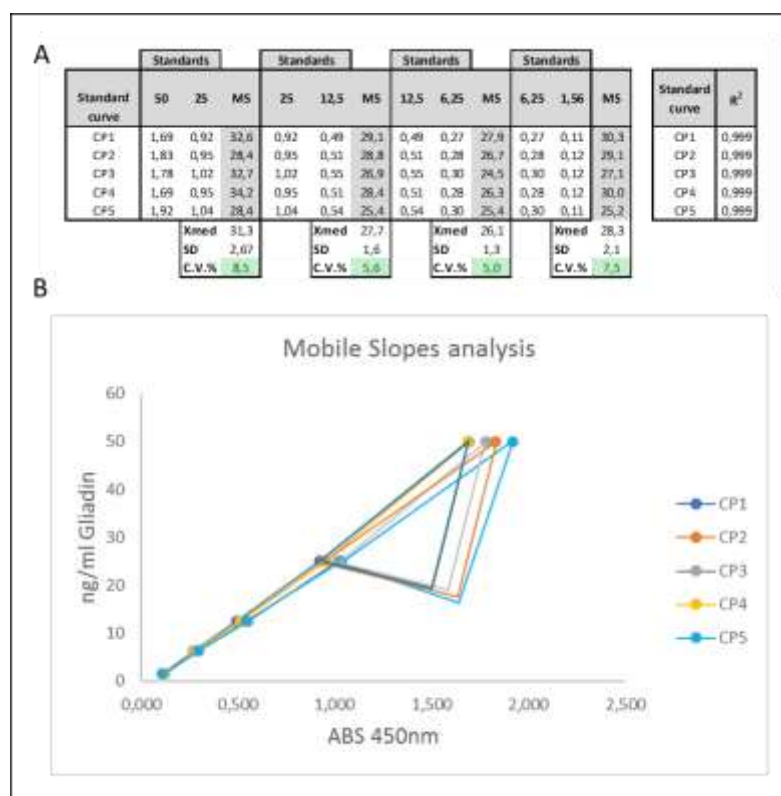 A
Standards Standards Standards Standards
Standard curve 50 25 MS 25 12,5 MS 12,5 6,25 MS 6,25 1,56 MS Standard curve R²
CP1 1,69 0,92 32,6 0,92 0,49 29,1 0,49 0,27 27,9 0,27 0,11 30,3 CP1 0,999
CP2 1,83 0,95 28,4 0,95 0,51 28,8 0,51 0,28 26,7 0,28 0,12 29,1 CP2 0,999
CP3 1,78 1,02 32,7 1,02 0,55 26,9 0,55 0,30 24,5 0,30 0,12 27,1 CP3 0,999
CP4 1,69 0,95 34,2 0,95 0,51 28,4 0,51 0,28 26,3 0,28 0,12 30,0 CP4 0,999
CP5 1,92 1,04 28,4 1,04 0,54 25,4 0,54 0,30 25,4 0,30 0,11 25,2 CP5 0,999
Xmed 31,3 Xmed 27,7 Xmed 26,1 Xmed 28,3
SD 2,67 SD 1,6 SD 1,3 SD 2,1
C.V.% 8,5 C.V.% 5,6 C.V.% 5,0 C.V.% 7,5
B
Mobile Slopes analysis
60
50
40
30
20
10
0
ng/ml Gliadin
0,000 0,500 1,000 1,500 2,000 2,500
ABS 450nm
CP1
CP2
CP3
CP4
CP5